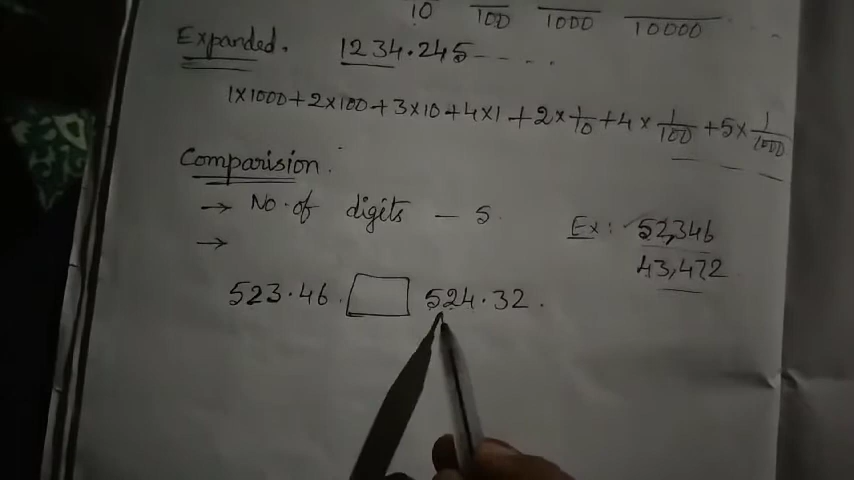 10 100 1000 10000 . . .
Expanded. 1234.245 - - . . .
1×1000+2×100+3×10+4×1+2×1/10+4×1/100+5×1/1000
Comparision.
→ No. of digits — 5
→
Ex: 52,346
43,472
523.46. 524.32.